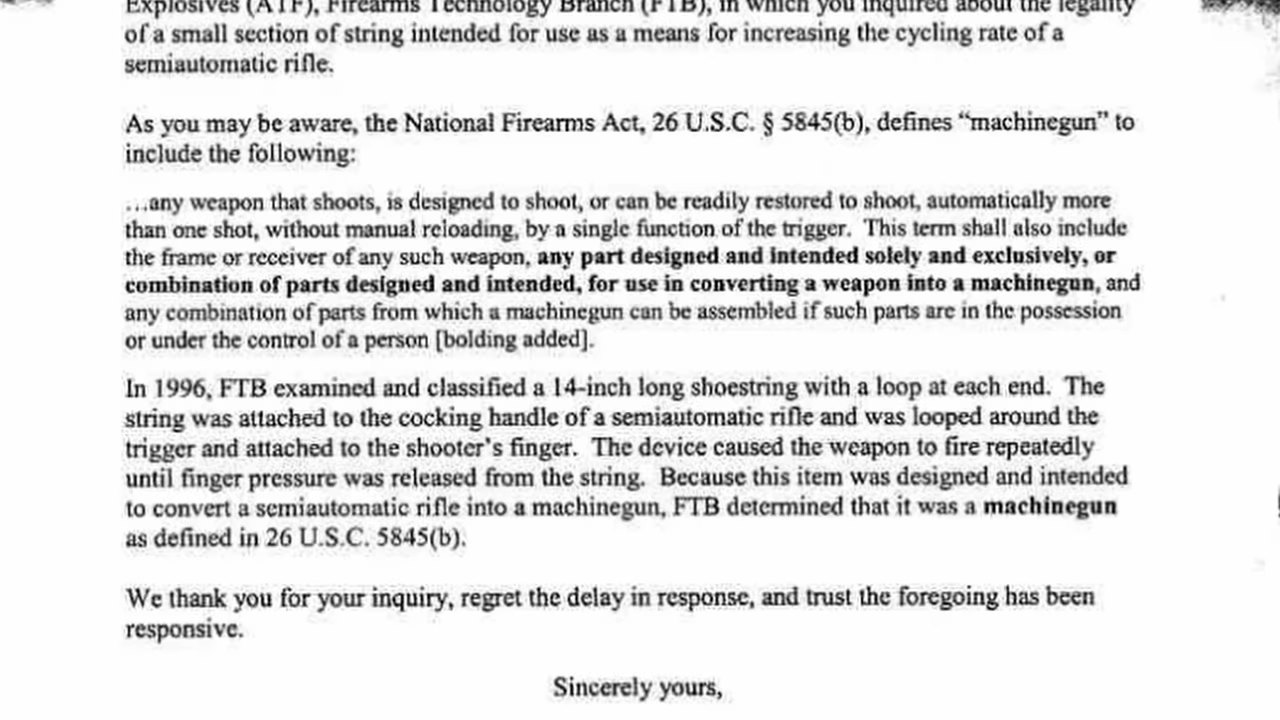 Explosives (ATF), Firearms Technology Branch (FTB), in which you inquired about the legality
of a small section of string intended for use as a means for increasing the cycling rate of a
semiautomatic rifle.
As you may be aware, the National Firearms Act, 26 U.S.C. § 5845(b), defines “machinegun” to
include the following:
…any weapon that shoots, is designed to shoot, or can be readily restored to shoot, automatically more
than one shot, without manual reloading, by a single function of the trigger.  This term shall also include
the frame or receiver of any such weapon, any part designed and intended solely and exclusively, or
combination of parts designed and intended, for use in converting a weapon into a machinegun, and
any combination of parts from which a machinegun can be assembled if such parts are in the possession
or under the control of a person [bolding added].
In 1996, FTB examined and classified a 14-inch long shoestring with a loop at each end.  The
string was attached to the cocking handle of a semiautomatic rifle and was looped around the
trigger and attached to the shooter’s finger.  The device caused the weapon to fire repeatedly
until finger pressure was released from the string.  Because this item was designed and intended
to convert a semiautomatic rifle into a machinegun, FTB determined that it was a machinegun
as defined in 26 U.S.C. 5845(b).
We thank you for your inquiry, regret the delay in response, and trust the foregoing has been
responsive.
Sincerely yours,